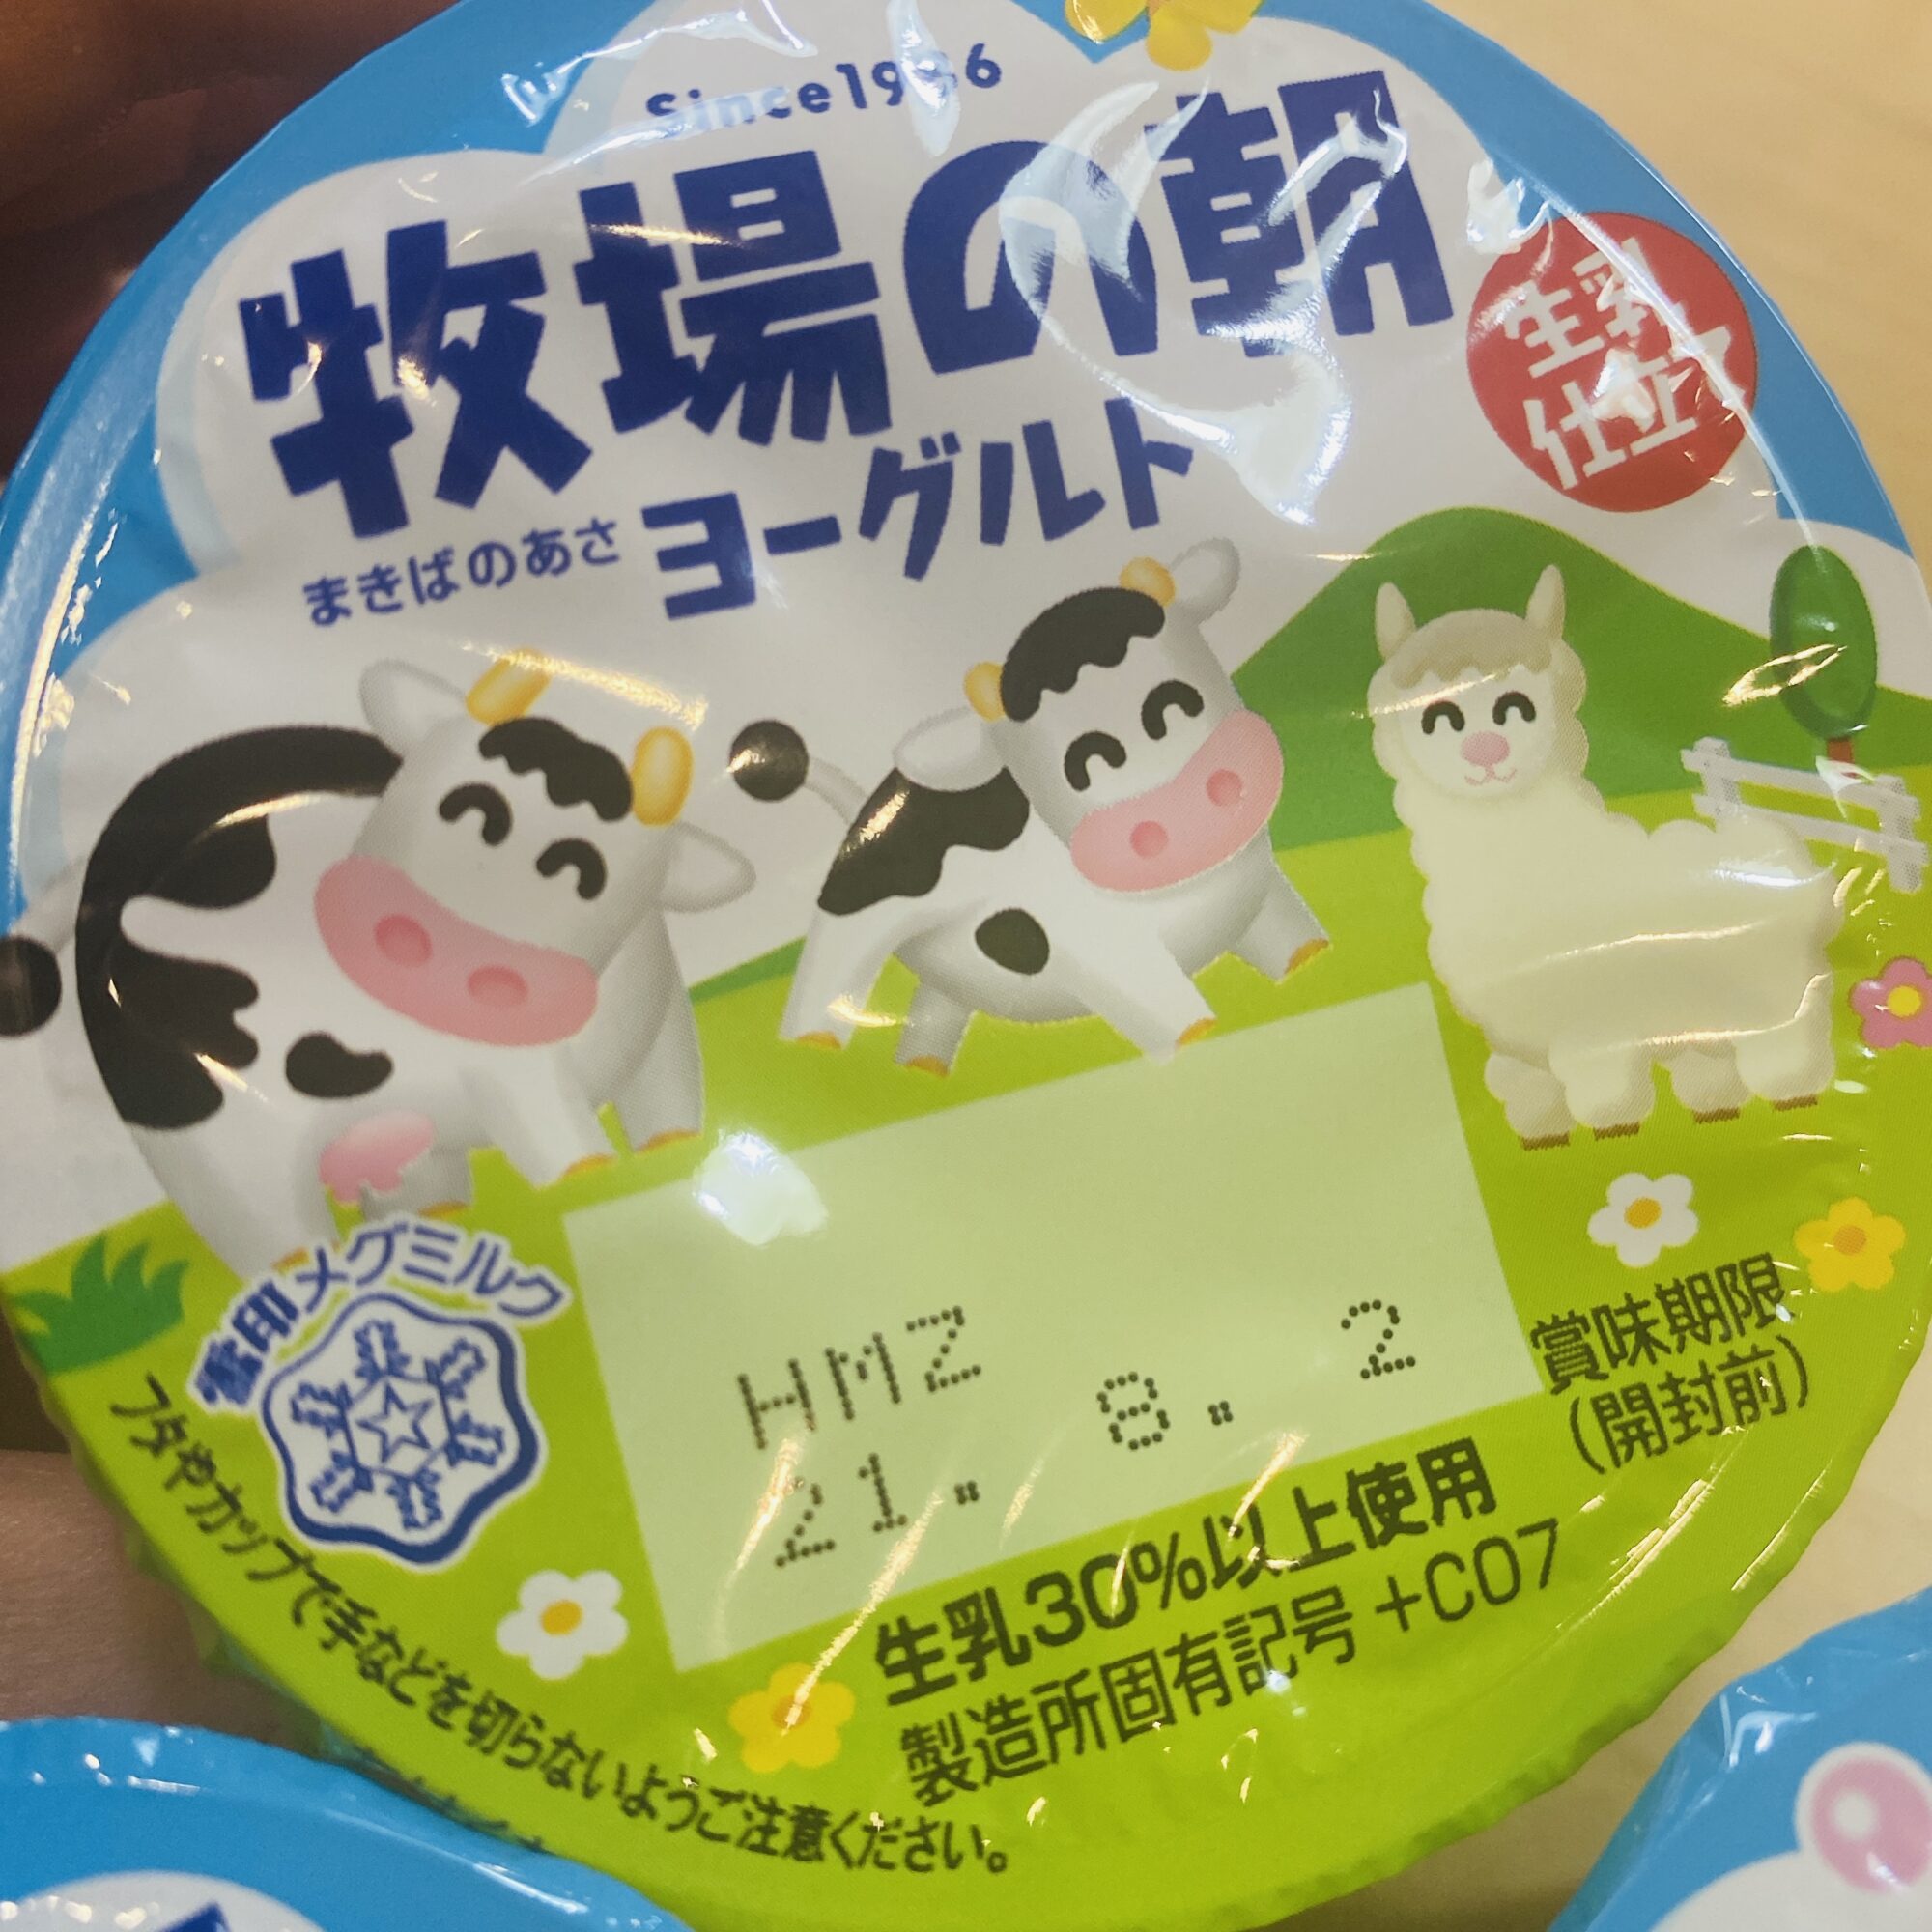 Since1986
牧場の朝
生乳
仕立て
まきばのあさ ヨーグルト
雪印メグミルク
HMZ
21. 8. 2
賞味期限
(開封前)
生乳30%以上使用
製造所固有記号 +C07
フタやカップで手などを切らないようご注意ください。